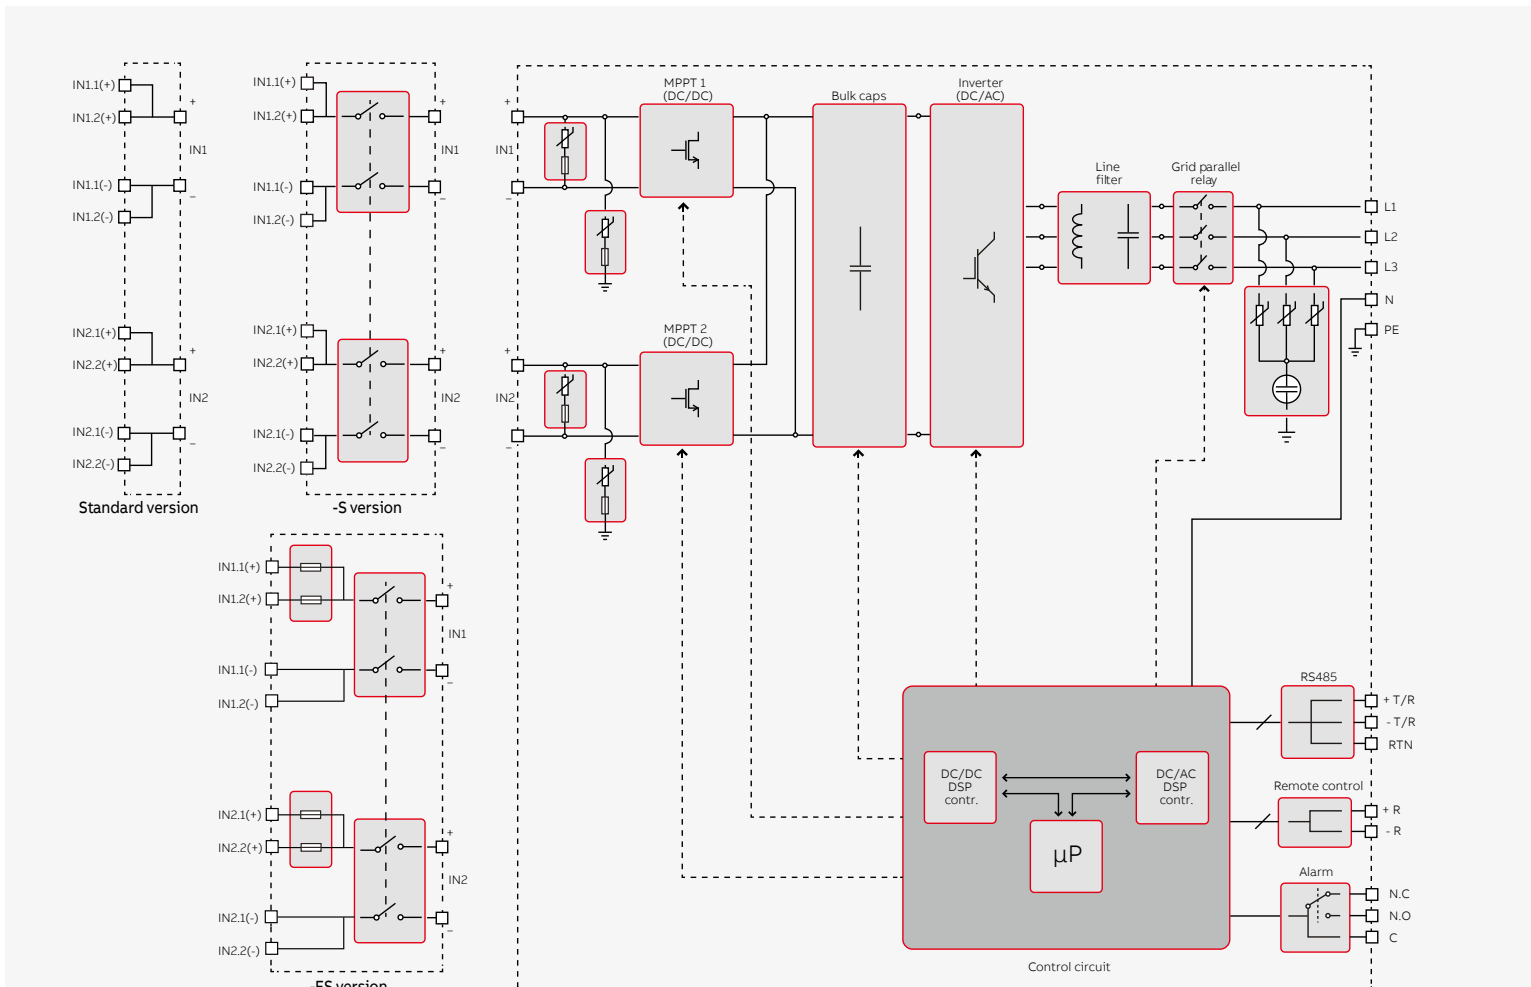 IN1.1(+)
IN1.2(+)
+
IN1
IN1.1(-)
–
IN1.2(-)
IN2.1(+)
+
IN2.2(+)
IN2
IN2.1(-)
–
IN2.2(-)
Standard version
IN1.1(+)
+
IN1.2(+)
IN1
IN1.1(-)
–
IN1.2(-)
IN2.1(+)
+
IN2.2(+)
IN2
IN2.1(-)
–
IN2.2(-)
-S version
IN1.1(+)
+
IN1.2(+)
IN1
IN1.1(-)
–
IN1.2(-)
IN2.1(+)
+
IN2.2(+)
IN2
IN2.1(-)
–
IN2.2(-)
-FS version
+
IN1
–
+
IN2
–
MPPT 1
(DC/DC)
MPPT 2
(DC/DC)
Bulk caps
Inverter
(DC/AC)
Line
filter
Grid parallel
relay
L1
L2
L3
N
PE
DC/DC
DSP
contr.
DC/AC
DSP
contr.
μP
Control circuit
RS485
+ T/R
- T/R
RTN
Remote control
+ R
- R
Alarm
N.C
N.O
C